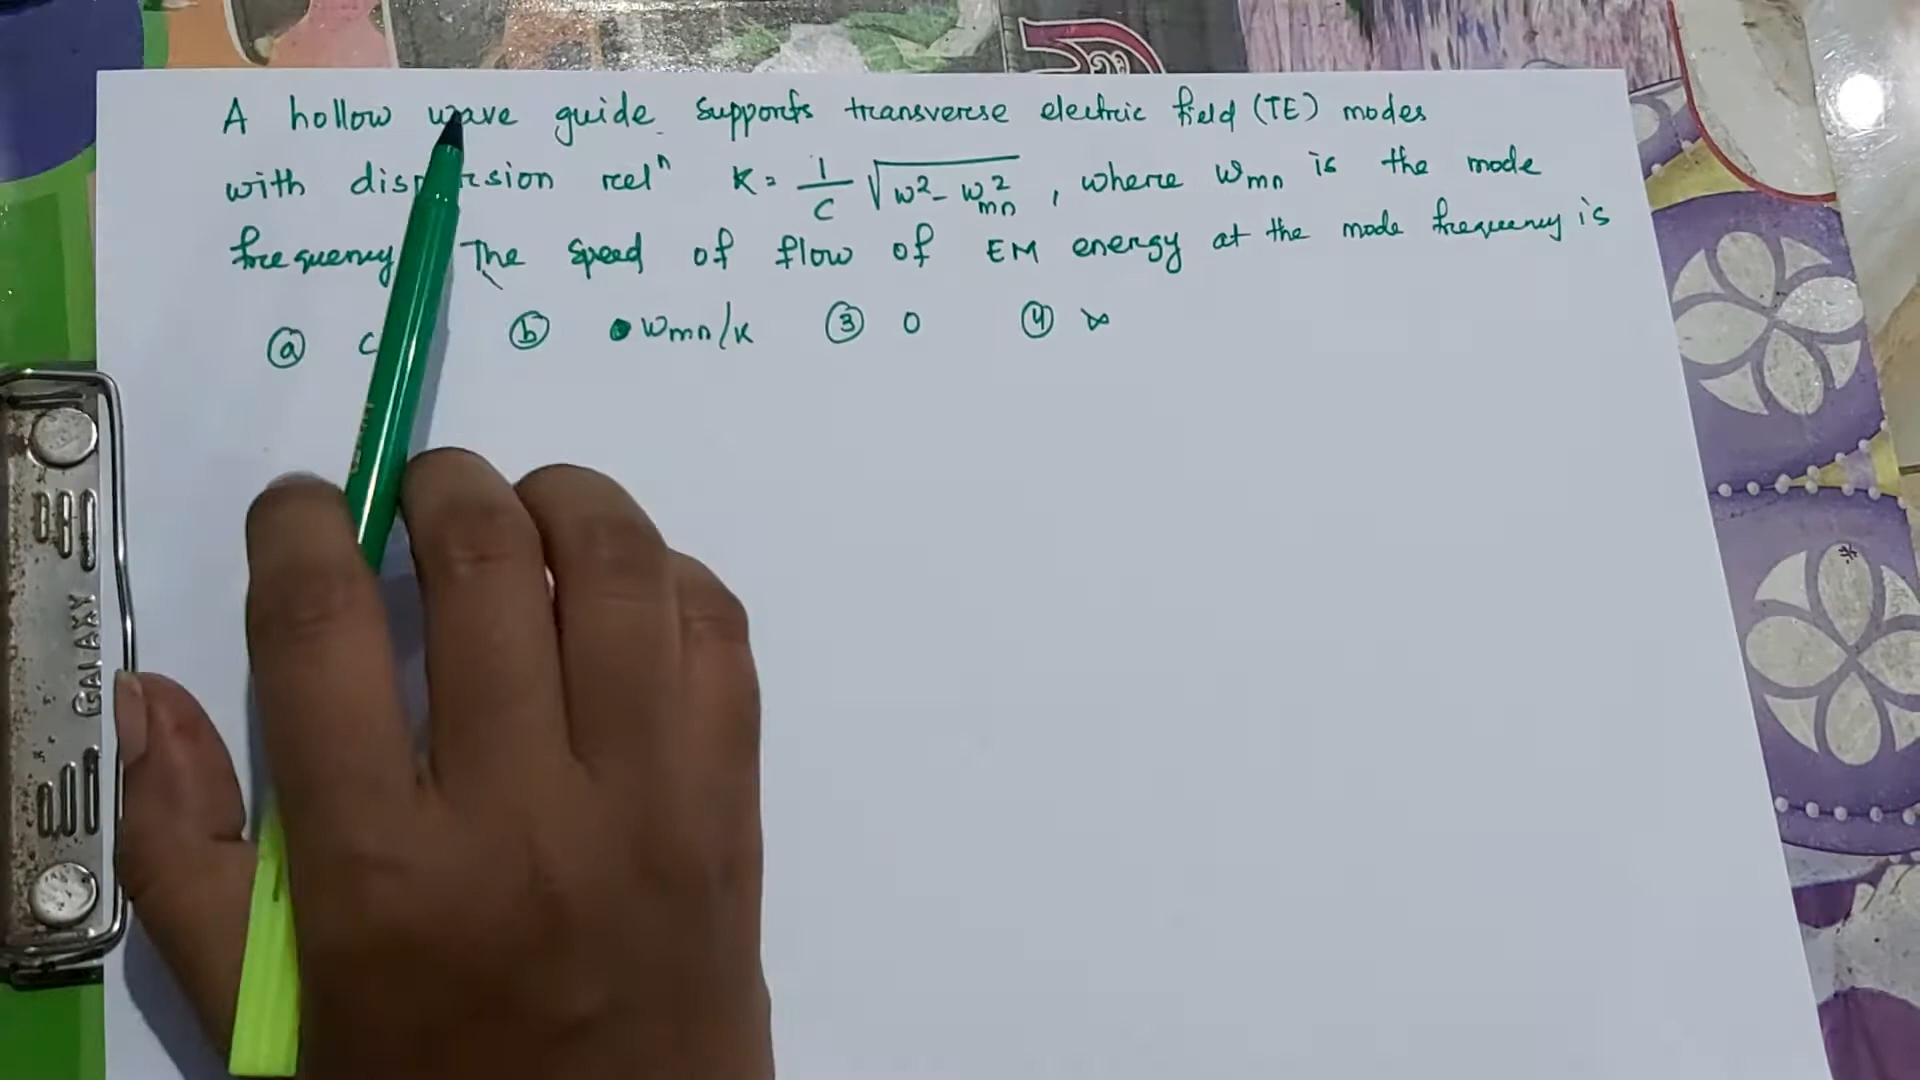 A hollow wave guide supports transverse electric field (TE) modes
with dispersion relⁿ K = 1/C √(ω² - ω²mn) , where ωmn is the mode
frequency The speed of flow of EM energy at the mode frequency is
ⓐ C ⓑ ωmn/K ③ 0 ④ ∞
GALAXY